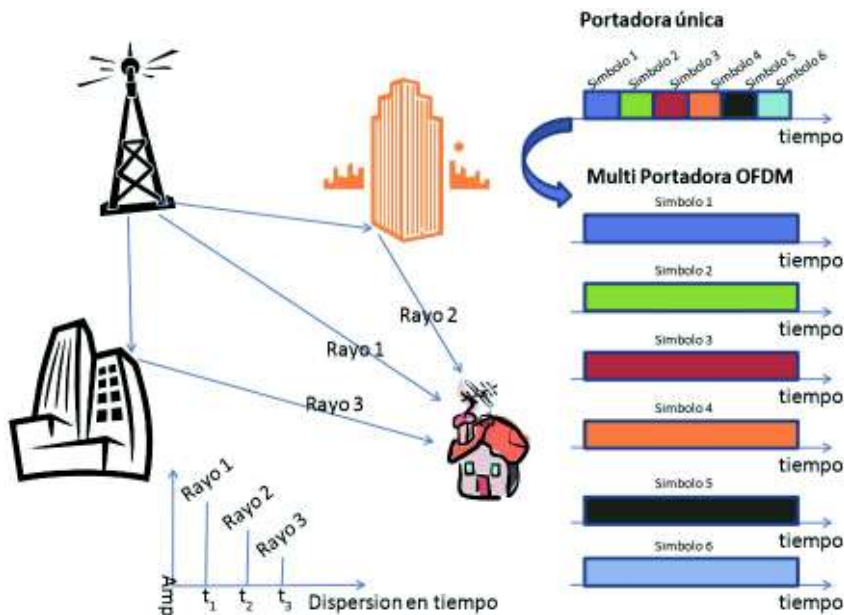 Portadora única
Simbolo 1
Simbolo 2
Simbolo 3
Simbolo 4
Simbolo 5
Simbolo 6
tiempo
Multi Portadora OFDM
Simbolo 1
tiempo
Simbolo 2
tiempo
Simbolo 3
tiempo
Simbolo 4
tiempo
Simbolo 5
tiempo
Simbolo 6
tiempo
Rayo 2
Rayo 1
Rayo 3
Rayo 1
Rayo 2
Rayo 3
Amp
t₁ t₂ t₃ Dispersion en tiempo